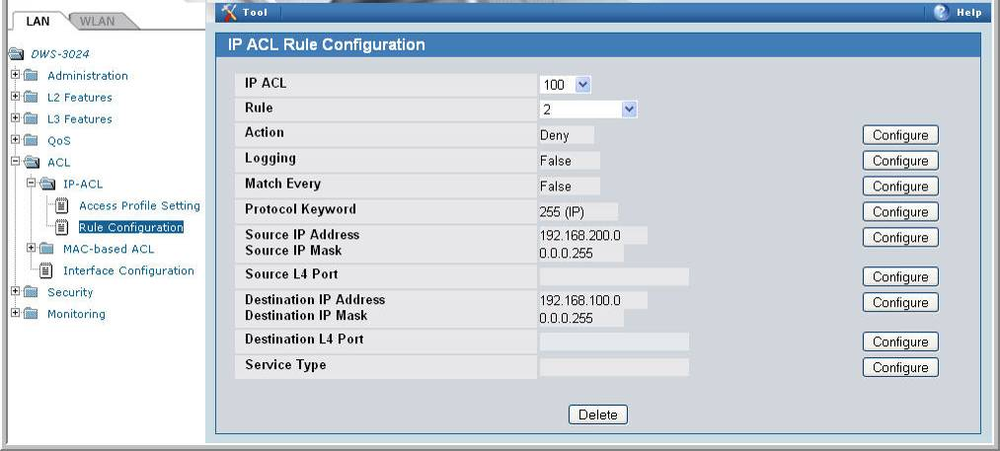 LAN
WLAN
Tool
Help
DWS-3024
Administration
L2 Features
L3 Features
QoS
ACL
IP-ACL
Access Profile Setting
Rule Configuration
MAC-based ACL
Interface Configuration
Security
Monitoring
IP ACL Rule Configuration
IP ACL 100
Rule 2
Action Deny Configure
Logging False Configure
Match Every False Configure
Protocol Keyword 255 (IP) Configure
Source IP Address 192.168.200.0 Configure
Source IP Mask 0.0.0.255
Source L4 Port Configure
Destination IP Address 192.168.100.0 Configure
Destination IP Mask 0.0.0.255
Destination L4 Port Configure
Service Type Configure
Delete